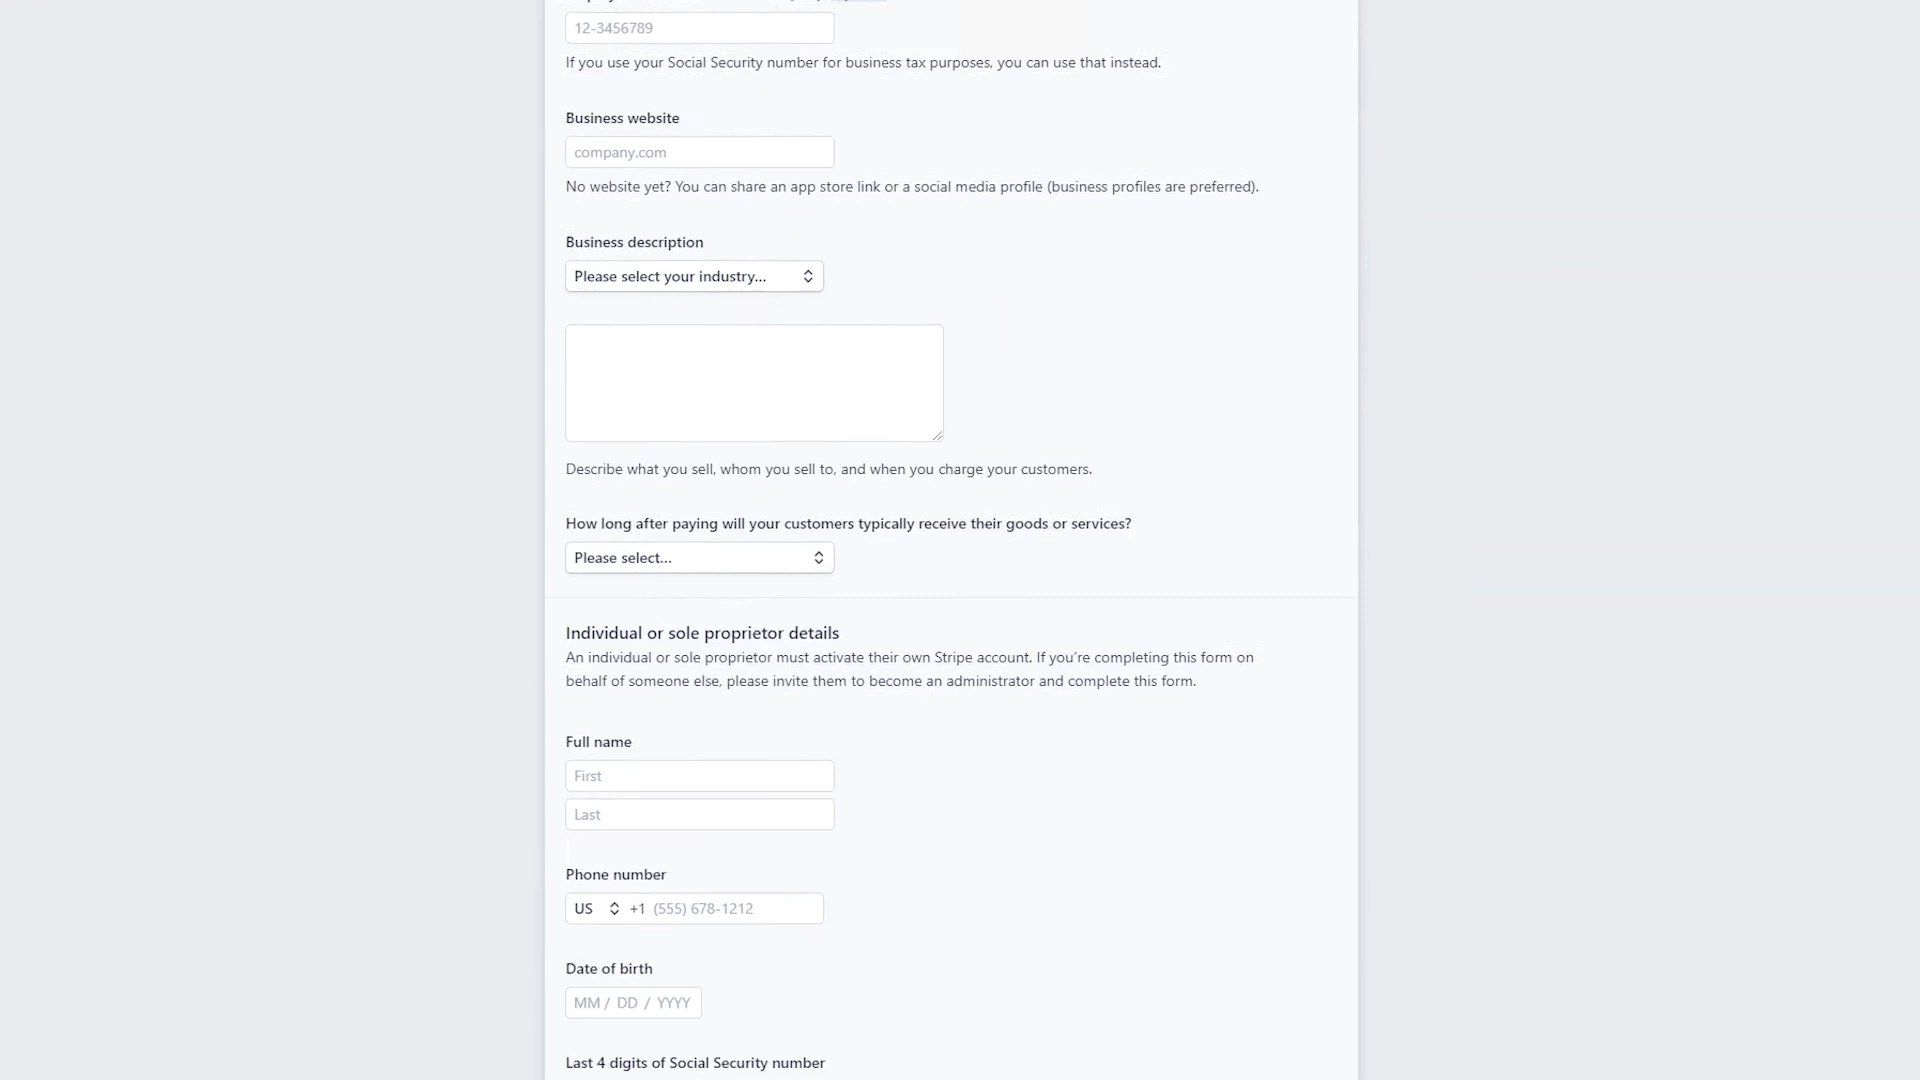 12-3456789
If you use your Social Security number for business tax purposes, you can use that instead.
Business website
company.com
No website yet? You can share an app store link or a social media profile (business profiles are preferred).
Business description
Please select your industry...
Describe what you sell, whom you sell to, and when you charge your customers.
How long after paying will your customers typically receive their goods or services?
Please select...
Individual or sole proprietor details
An individual or sole proprietor must activate their own Stripe account. If you’re completing this form on
behalf of someone else, please invite them to become an administrator and complete this form.
Full name
First
Last
Phone number
US +1 (555) 678-1212
Date of birth
MM / DD / YYYY
Last 4 digits of Social Security number